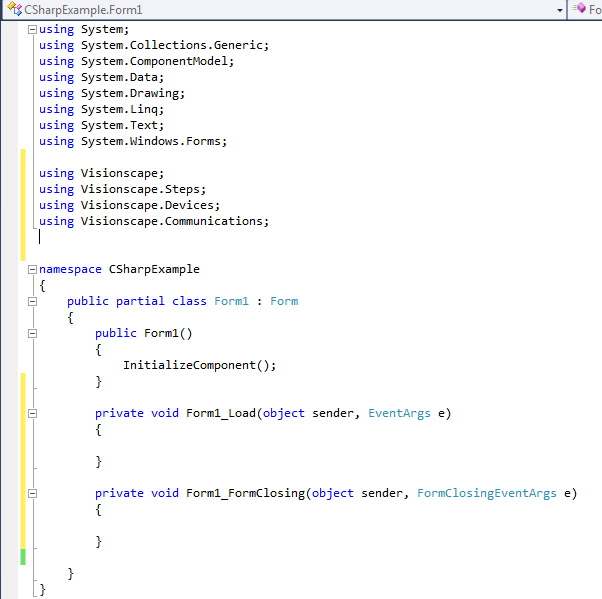 CSharpExample.Form1
Fo
using System;
using System.Collections.Generic;
using System.ComponentModel;
using System.Data;
using System.Drawing;
using System.Linq;
using System.Text;
using System.Windows.Forms;
using Visionscape;
using Visionscape.Steps;
using Visionscape.Devices;
using Visionscape.Communications;
namespace CSharpExample
{
public partial class Form1 : Form
{
public Form1()
{
InitializeComponent();
}
private void Form1_Load(object sender, EventArgs e)
{
}
private void Form1_FormClosing(object sender, FormClosingEventArgs e)
{
}
}
}